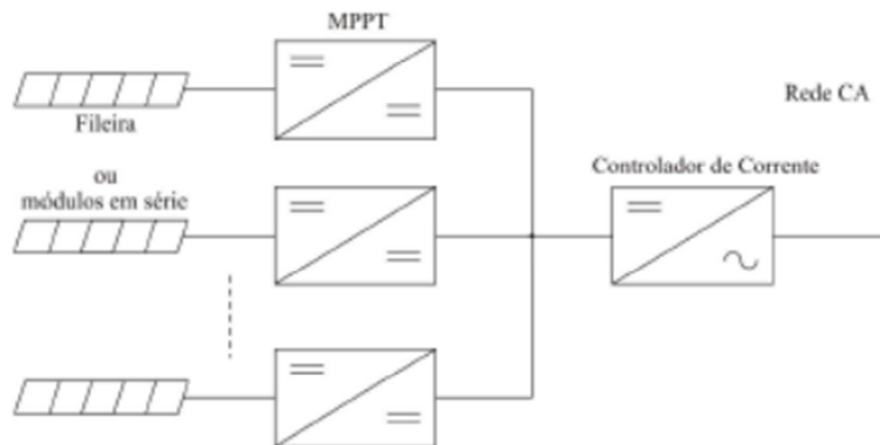 MPPT
Rede CA
Fileira
Controlador de Corrente
ou
módulos em série